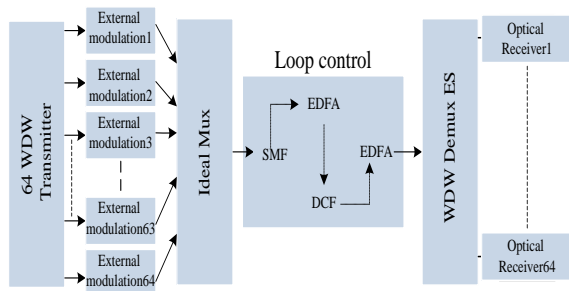 64 WDW
Transmitter
External
modulation1
External
modulation2
External
modulation3
External
modulation63
External
modulation64
Ideal Mux
Loop control
SMF
EDFA
DCF
EDFA
WDW Demux ES
Optical
Receiver1
Optical
Receiver64